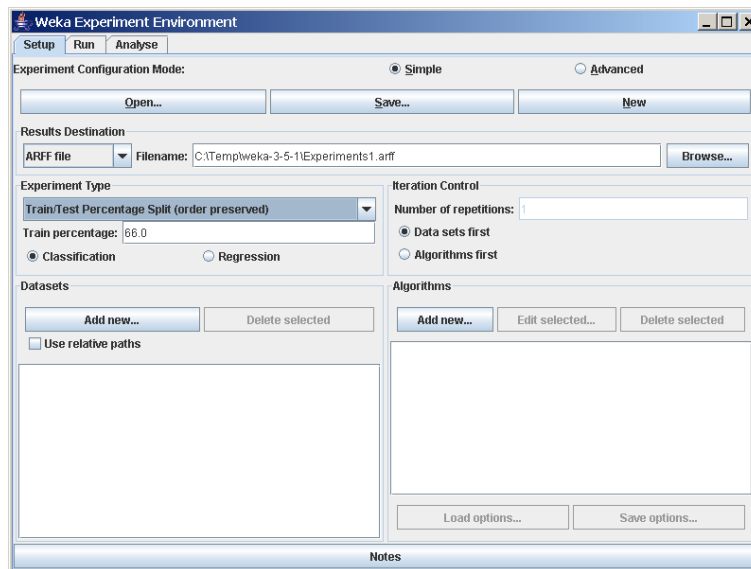 Weka Experiment Environment
Setup Run Analyse
Experiment Configuration Mode: Simple Advanced
Open... Save... New
Results Destination
ARFF file Filename: C:\Temp\weka-3-5-1\Experiments1.arff Browse...
Experiment Type Iteration Control
Train/Test Percentage Split (order preserved) Number of repetitions: 1
Train percentage: 66.0 Data sets first
Classification Regression Algorithms first
Datasets Algorithms
Add new... Delete selected Add new... Edit selected... Delete selected
Use relative paths
Load options... Save options...
Notes